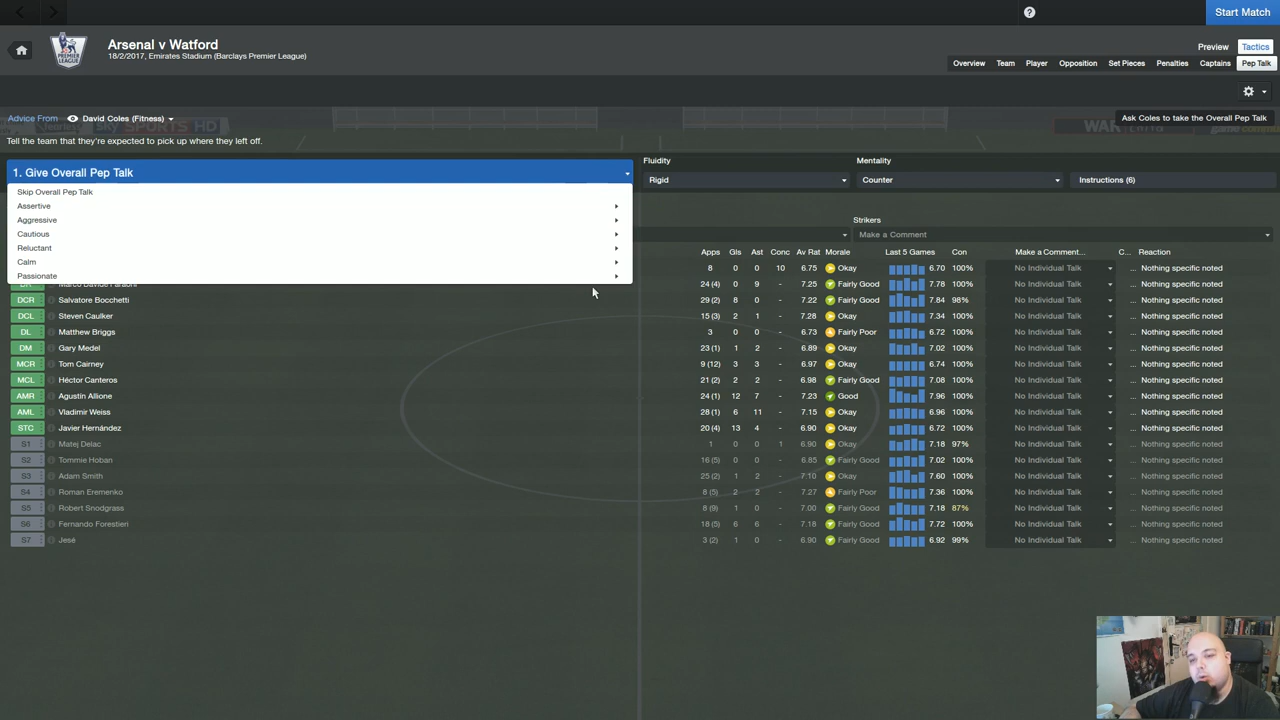 Start Match
Arsenal v Watford
18/2/2017, Emirates Stadium (Barclays Premier League)
PREMIER LEAGUE
Preview Tactics
Overview Team Player Opposition Set Pieces Penalties Captains Pep Talk
Advice From David Coles (Fitness)
Ask Coles to take the Overall Pep Talk
SPORTS HD
Tell the team that they're expected to pick up where they left off.
1. Give Overall Pep Talk
Fluidity Mentality
Rigid Counter Instructions (6)
Skip Overall Pep Talk
Assertive
Aggressive
Cautious
Reluctant
Calm
Passionate
Strikers
Make a Comment
Apps Gls Ast Conc Av Rat Morale Last 5 Games Con Make a Comment... C... Reaction
8 0 0 10 6.75 Okay 6.70 100% No Individual Talk ... Nothing specific noted
DR Marco Davide Faraoni 24 (4) 0 9 - 7.25 Fairly Good 7.78 100% No Individual Talk ... Nothing specific noted
DCR Salvatore Bocchetti 29 (2) 8 0 - 7.22 Fairly Good 7.84 98% No Individual Talk ... Nothing specific noted
DCL Steven Caulker 15 (3) 2 1 - 7.28 Okay 7.34 100% No Individual Talk ... Nothing specific noted
DL Matthew Briggs 3 0 0 - 6.73 Fairly Poor 6.72 100% No Individual Talk ... Nothing specific noted
DM Gary Medel 23 (1) 1 2 - 6.89 Okay 7.02 100% No Individual Talk ... Nothing specific noted
MCR Tom Cairney 9 (12) 3 3 - 6.97 Okay 6.74 100% No Individual Talk ... Nothing specific noted
MCL Héctor Canteros 21 (2) 2 2 - 6.98 Fairly Good 7.08 100% No Individual Talk ... Nothing specific noted
AMR Agustín Allione 24 (1) 12 7 - 7.23 Good 7.96 100% No Individual Talk ... Nothing specific noted
AML Vladimir Weiss 28 (1) 6 11 - 7.15 Okay 6.96 100% No Individual Talk ... Nothing specific noted
STC Javier Hernández 20 (4) 13 4 - 6.90 Okay 6.72 100% No Individual Talk ... Nothing specific noted
S1 Matej Delac 1 0 0 1 6.90 Okay 7.18 97% No Individual Talk ... Nothing specific noted
S2 Tommie Hoban 16 (5) 0 0 - 6.85 Fairly Good 7.02 100% No Individual Talk ... Nothing specific noted
S3 Adam Smith 25 (1) 1 2 - 7.10 Okay 7.60 100% No Individual Talk ... Nothing specific noted
S4 Roman Eremenko 8 (5) 2 2 - 7.27 Fairly Poor 7.36 100% No Individual Talk ... Nothing specific noted
S5 Robert Snodgrass 8 (9) 1 0 - 7.00 Fairly Good 7.18 87% No Individual Talk ... Nothing specific noted
S6 Fernando Forestieri 18 (5) 6 6 - 7.18 Fairly Good 7.72 100% No Individual Talk ... Nothing specific noted
S7 Jesé 3 (2) 1 0 - 6.90 Fairly Good 6.92 99% No Individual Talk ... Nothing specific noted